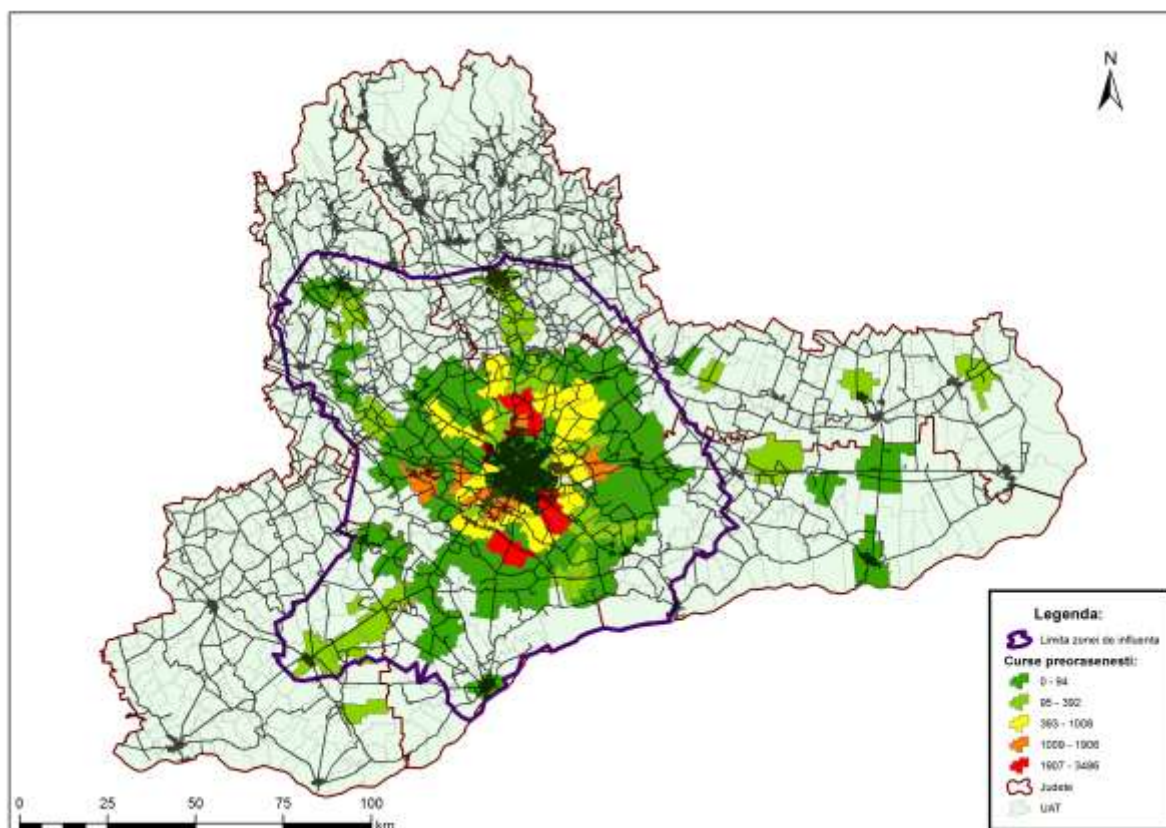 N
Legenda:
Limita zonei de influenta
Curse preorasenesti:
0 - 94
95 - 392
393 - 1008
1009 - 1906
1907 - 3486
Judete
UAT
0 25 50 75 100
km